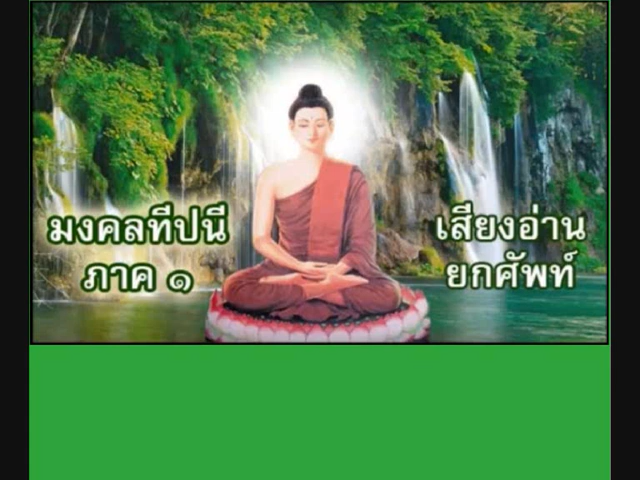 มงคลทีปนี
ภาค ๑
เสียงอ่าน
ยกศัพท์